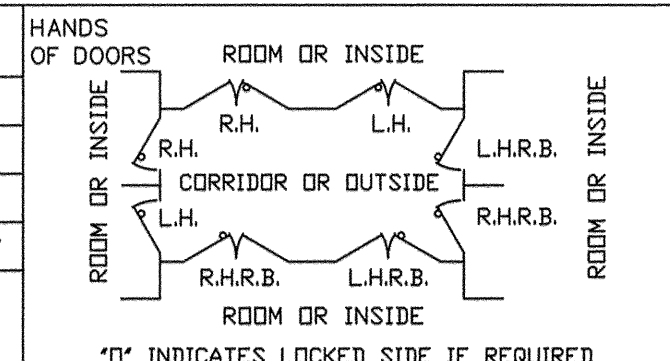 HANDS
OF DOORS
ROOM OR INSIDE
R.H.
L.H.
ROOM OR INSIDE
R.H.
L.H.R.B.
ROOM OR INSIDE
CORRIDOR OR OUTSIDE
L.H.
R.H.R.B.
R.H.R.B.
L.H.R.B.
ROOM OR INSIDE
"O" INDICATES LOCKED SIDE IF REQUIRED